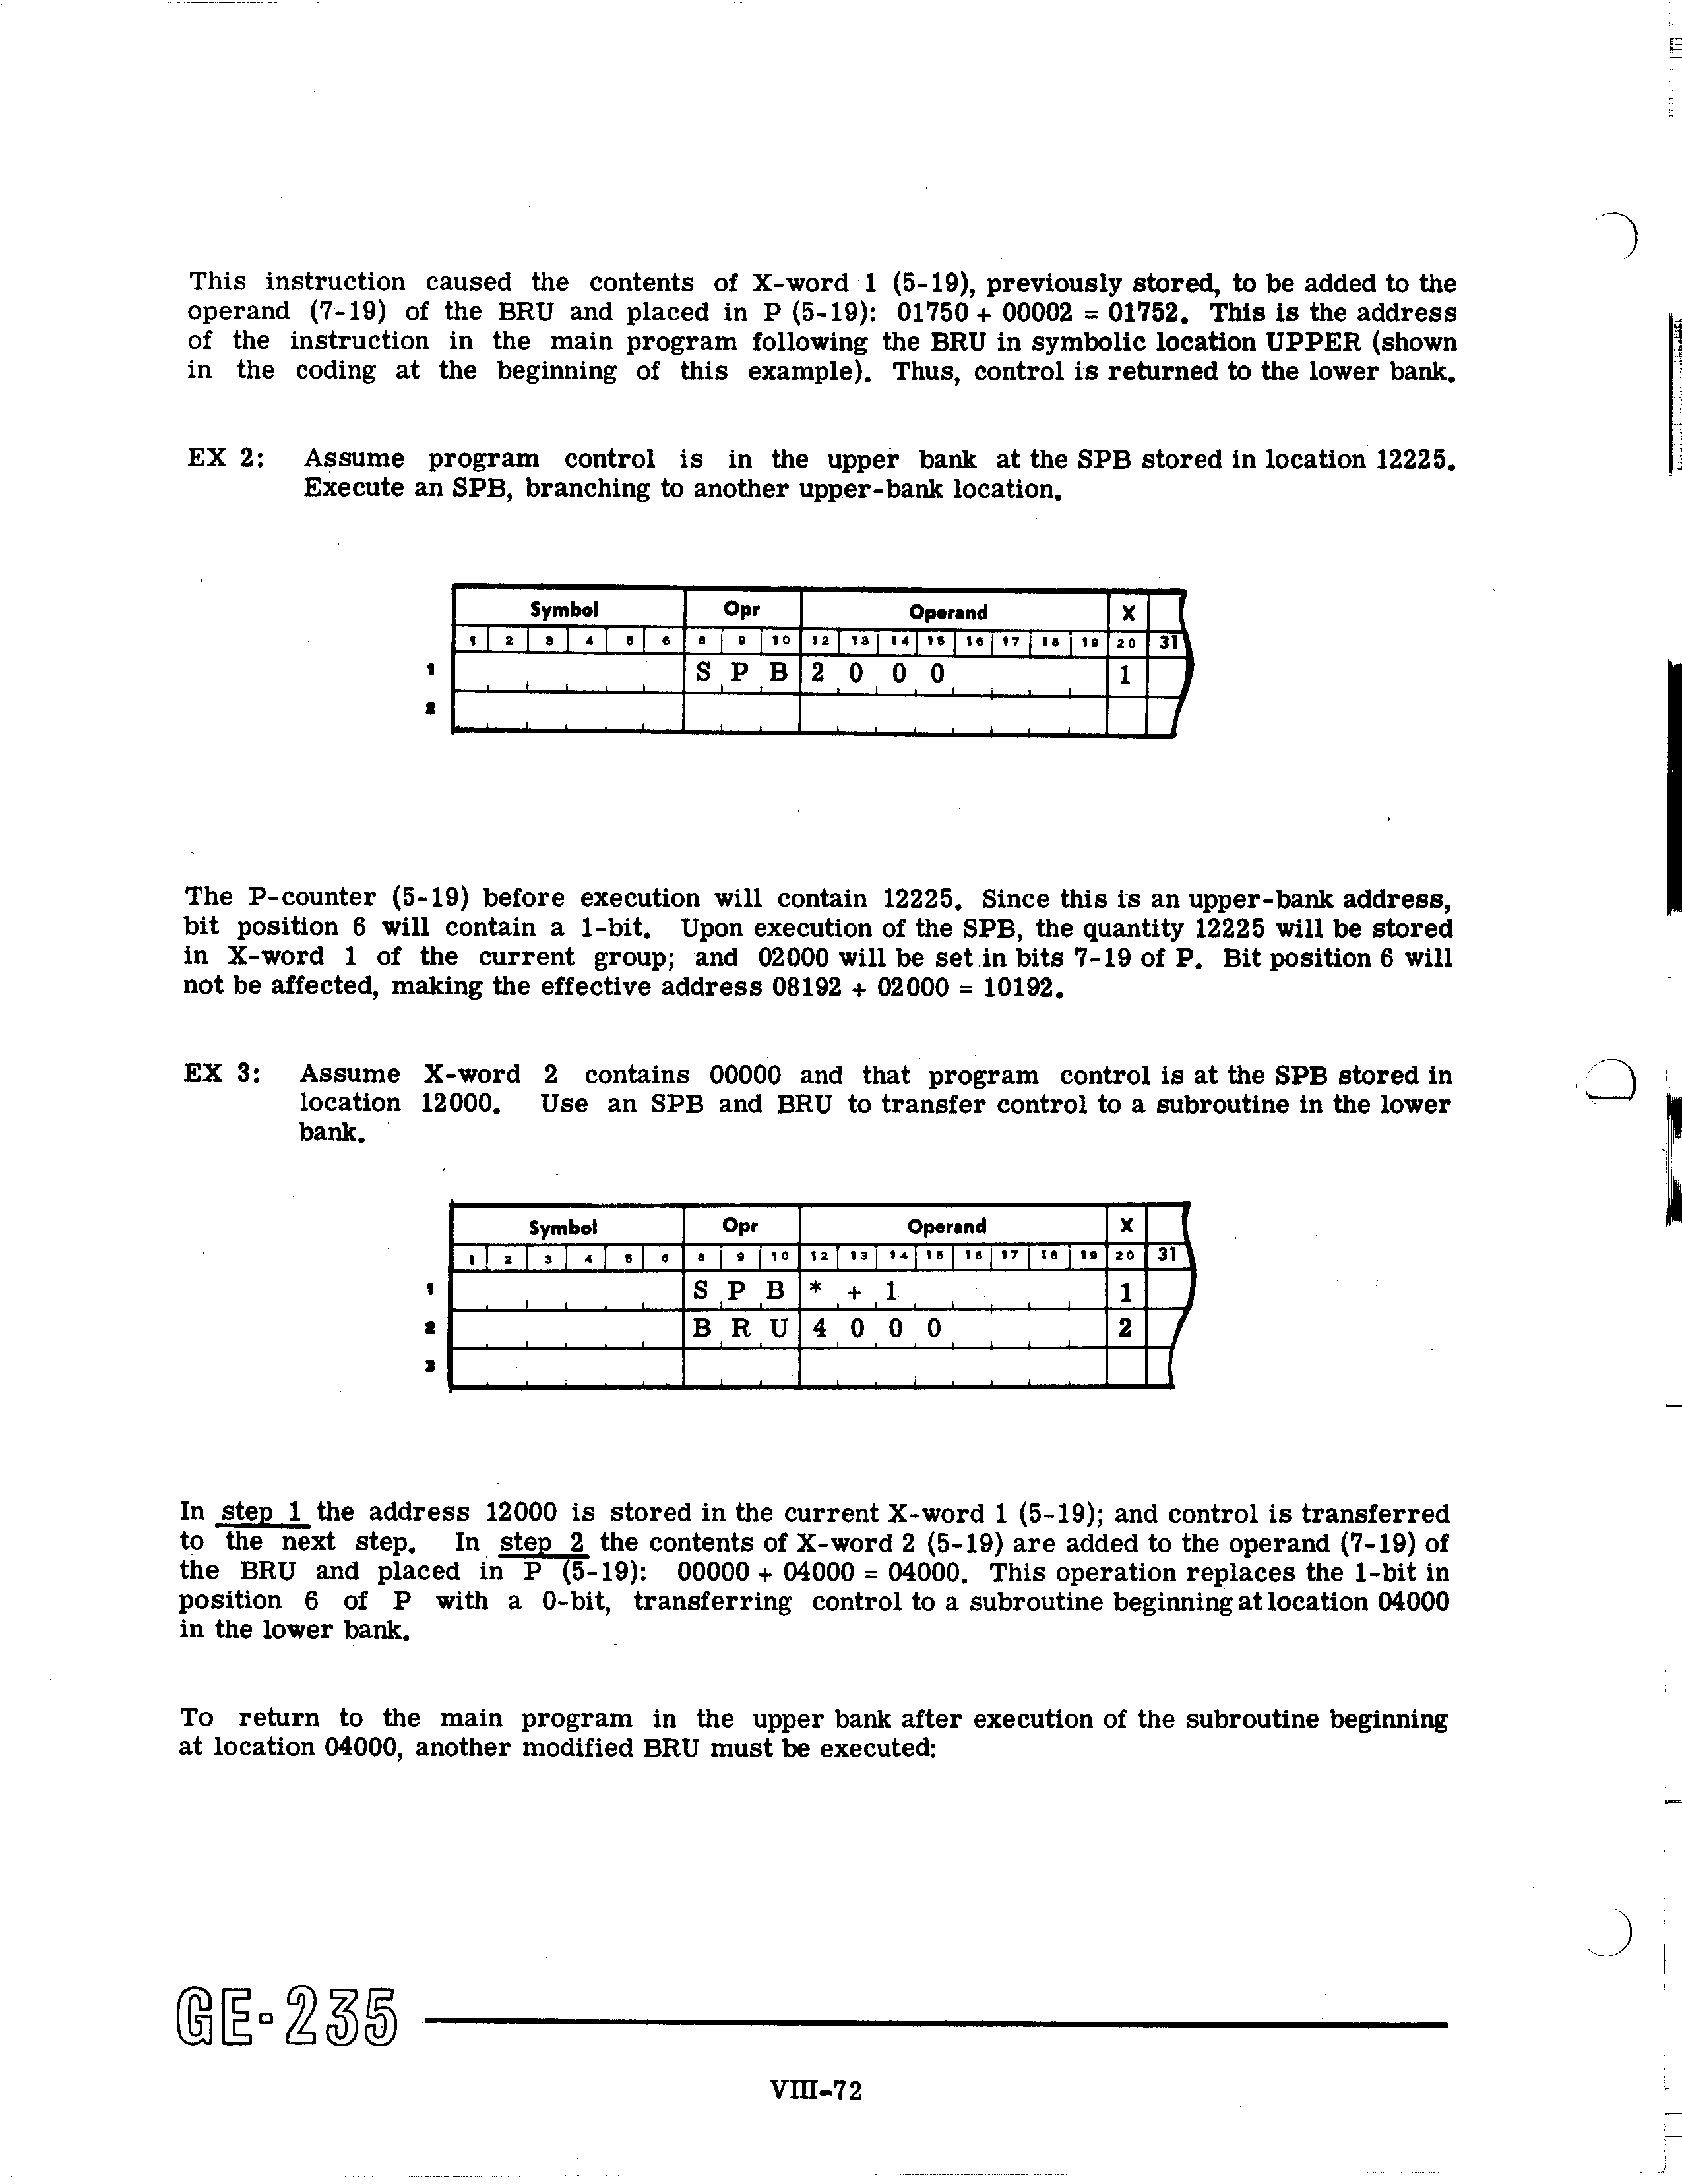 This instruction caused the contents of X-word 1 (5-19), previously stored, to be added to the
operand (7-19) of the BRU and placed in P (5-19): 01750 + 00002 = 01752. This is the address
of the instruction in the main program following the BRU in symbolic location UPPER (shown
in the coding at the beginning of this example). Thus, control is returned to the lower bank.
EX 2: Assume program control is in the upper bank at the SPB stored in location 12225.
Execute an SPB, branching to another upper-bank location.
Symbol Opr Operand X
1 2 3 4 5 6 8 9 10 12 13 14 15 16 17 18 19 20 31
1 S P B 2 0 0 0 1
2
The P-counter (5-19) before execution will contain 12225. Since this is an upper-bank address,
bit position 6 will contain a 1-bit. Upon execution of the SPB, the quantity 12225 will be stored
in X-word 1 of the current group; and 02000 will be set in bits 7-19 of P. Bit position 6 will
not be affected, making the effective address 08192 + 02000 = 10192.
EX 3: Assume X-word 2 contains 00000 and that program control is at the SPB stored in
location 12000. Use an SPB and BRU to transfer control to a subroutine in the lower
bank.
Symbol Opr Operand X
1 2 3 4 5 6 8 9 10 12 13 14 15 16 17 18 19 20 31
1 S P B * + 1 1
2 B R U 4 0 0 0 2
3
In step 1 the address 12000 is stored in the current X-word 1 (5-19); and control is transferred
to the next step. In step 2 the contents of X-word 2 (5-19) are added to the operand (7-19) of
the BRU and placed in P (5-19): 00000 + 04000 = 04000. This operation replaces the 1-bit in
position 6 of P with a 0-bit, transferring control to a subroutine beginning at location 04000
in the lower bank.
To return to the main program in the upper bank after execution of the subroutine beginning
at location 04000, another modified BRU must be executed:
GE-235
VIII-72